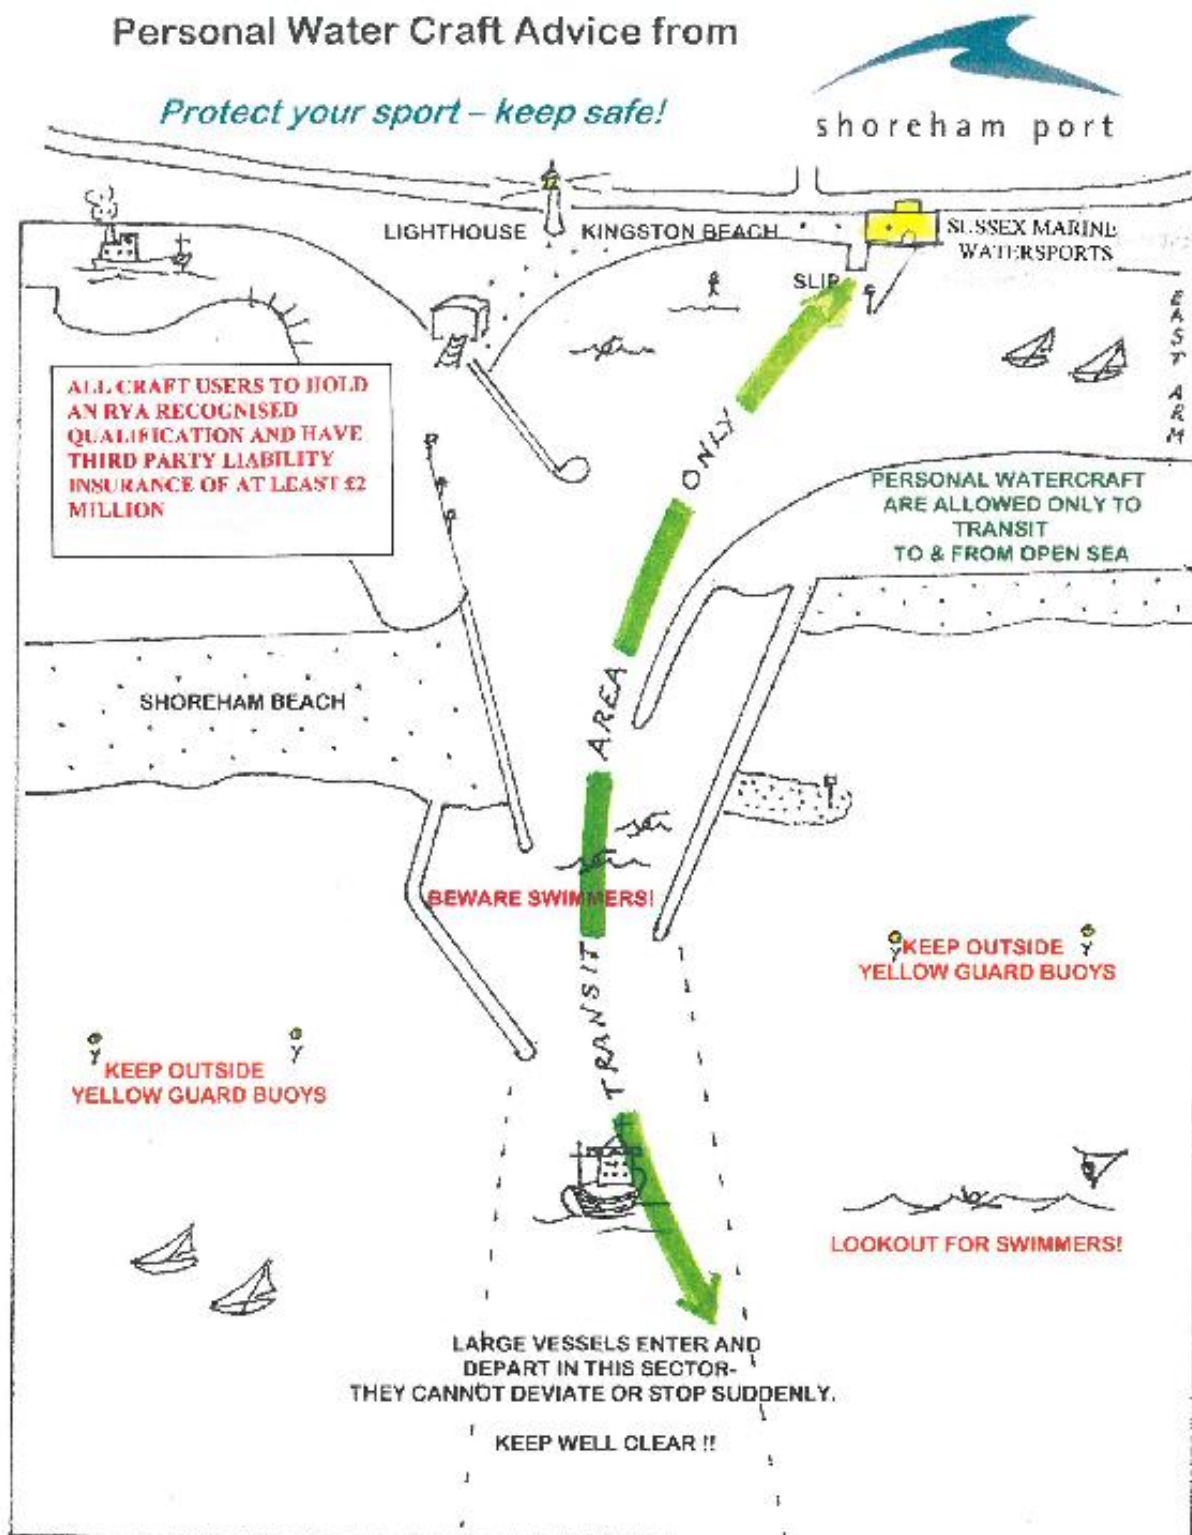 Personal Water Craft Advice from
Protect your sport – keep safe!
shoreham port
LIGHTHOUSE
KINGSTON BEACH
SUSSEX MARINE
WATERSPORTS
SLIP
EAST ARM
ALL CRAFT USERS TO HOLD
AN RYA RECOGNISED
QUALIFICATION AND HAVE
THIRD PARTY LIABILITY
INSURANCE OF AT LEAST £2
MILLION
PERSONAL WATERCRAFT
ARE ALLOWED ONLY TO
TRANSIT
TO & FROM OPEN SEA
TRANSIT AREA ONLY
SHOREHAM BEACH
BEWARE SWIMMERS!
KEEP OUTSIDE
YELLOW GUARD BUOYS
KEEP OUTSIDE
YELLOW GUARD BUOYS
LOOKOUT FOR SWIMMERS!
LARGE VESSELS ENTER AND
DEPART IN THIS SECTOR-
THEY CANNOT DEVIATE OR STOP SUDDENLY.
KEEP WELL CLEAR !!